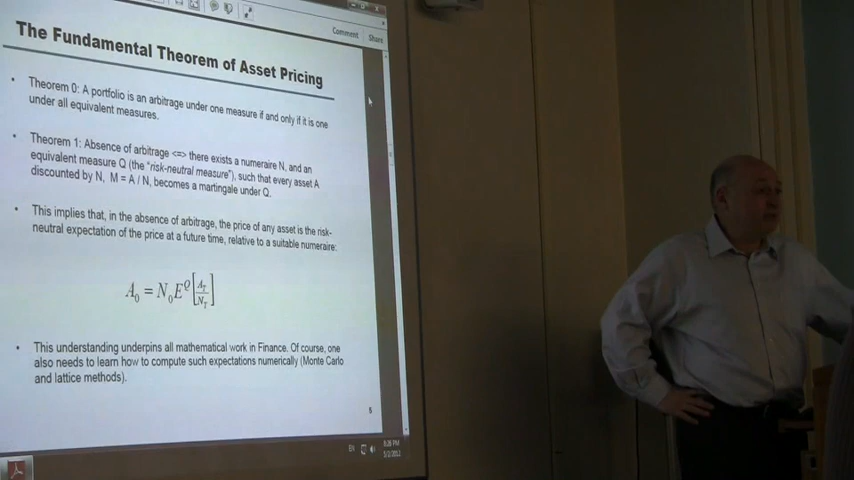 Comment Share
The Fundamental Theorem of Asset Pricing
• Theorem 0: A portfolio is an arbitrage under one measure if and only if it is one
under all equivalent measures.
• Theorem 1: Absence of arbitrage <=> there exists a numeraire N, and an
equivalent measure Q (the "risk-neutral measure"), such that every asset A
discounted by N, M = A / N, becomes a martingale under Q.
• This implies that, in the absence of arbitrage, the price of any asset is the risk-
neutral expectation of the price at a future time, relative to a suitable numeraire:
A₀ = N₀E^Q[A_T/N_T]
• This understanding underpins all mathematical work in Finance. Of course, one
also needs to learn how to compute such expectations numerically (Monte Carlo
and lattice methods).
5
EN